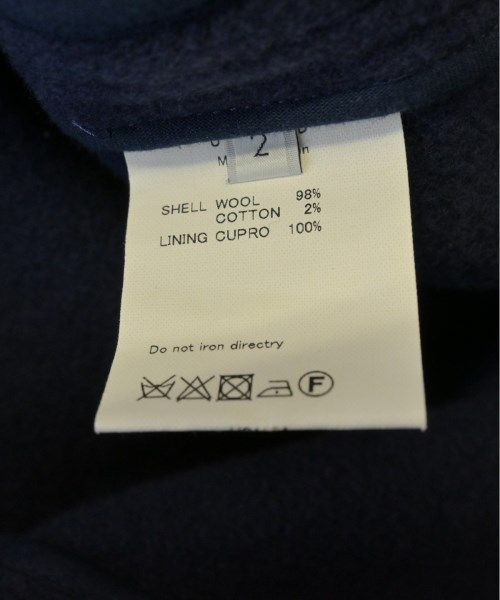 2
SHELL WOOL 98%
COTTON 2%
LINING CUPRO 100%
Do not iron directry
F